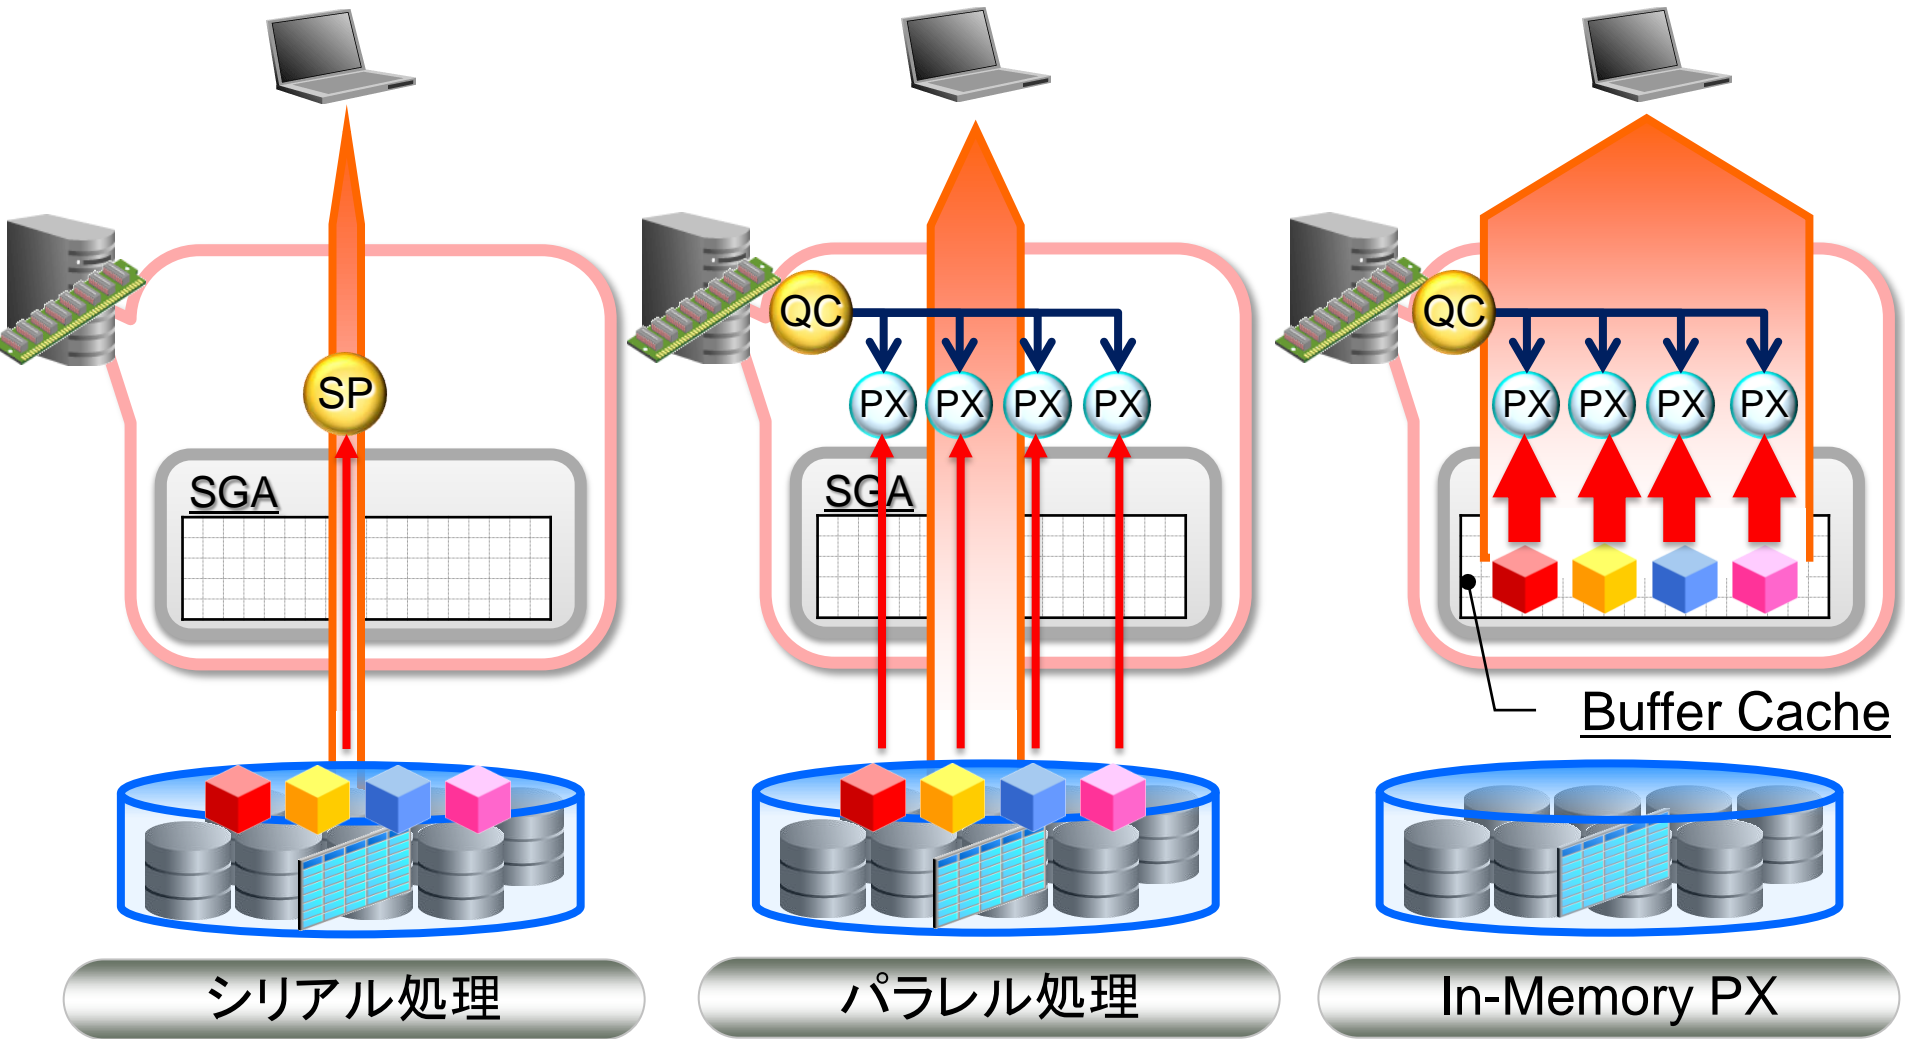 SP
SGA
シリアル処理
QC
PX PX PX PX
SGA
パラレル処理
QC
PX PX PX PX
Buffer Cache
In-Memory PX